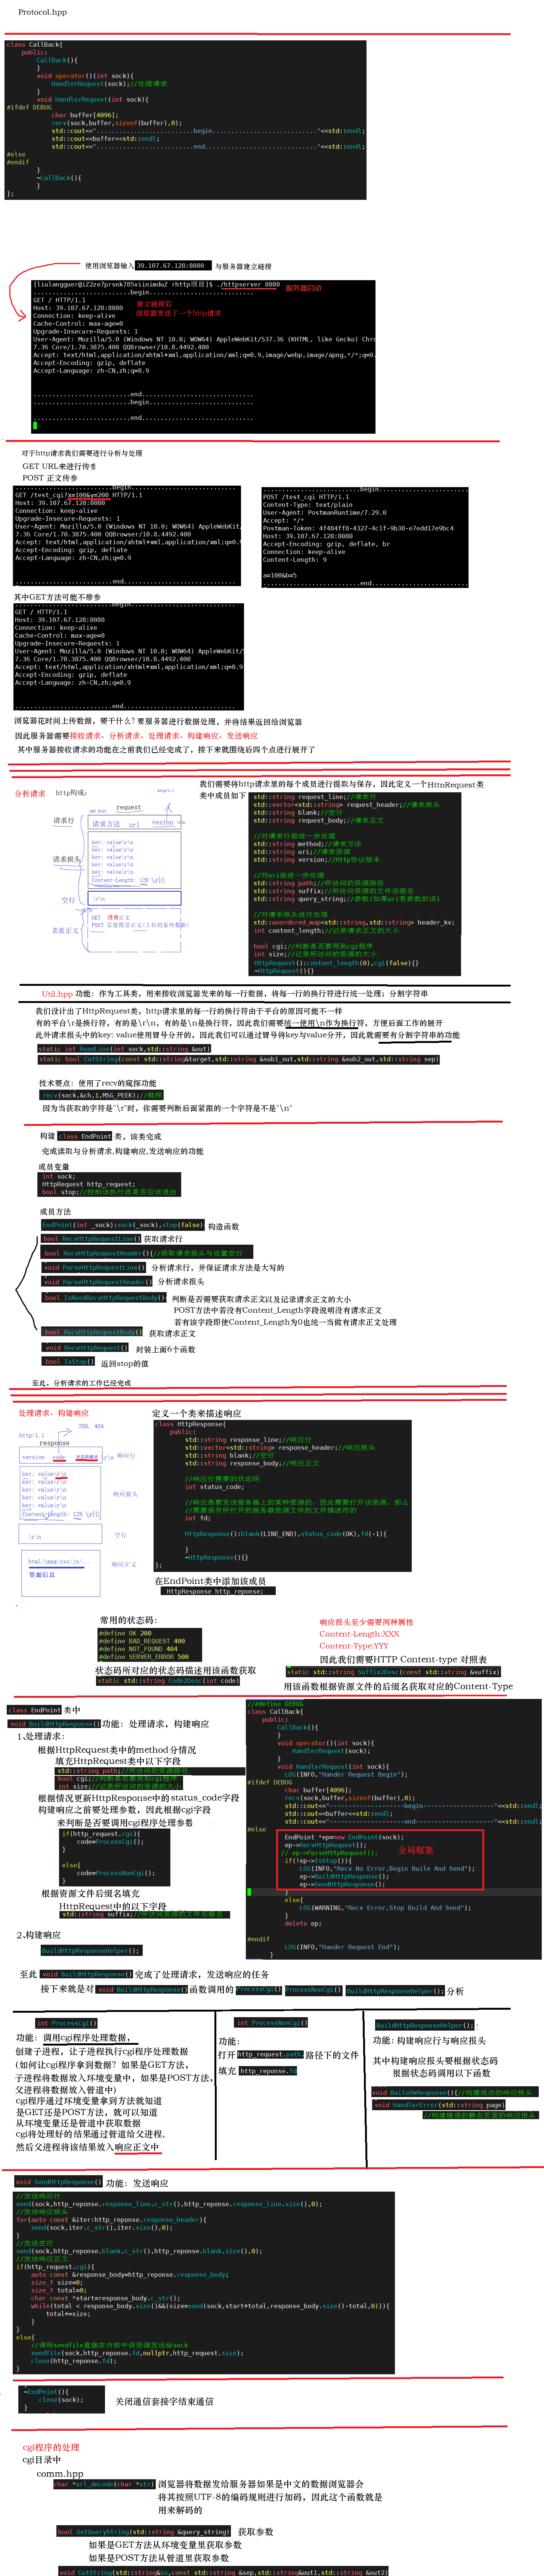 Protocol.hpp
class CallBack{
public:
CallBack(){
}
void operator()(int sock){
HandlerRequest(sock);//处理请求
}
void HandlerRequest(int sock){
#ifdef DEBUG
char buffer[4096];
recv(sock,buffer,sizeof(buffer),0);
std::cout<<"..........................begin............................"<<std::endl;
std::cout<<buffer<<std::endl;
std::cout<<"..........................end.............................."<<std::endl;
#else
#endif
}
~CallBack(){
}
};
使用浏览器输入 39.107.67.128:8080 与服务器建立链接
[liulangguer@iZ2ze7prsnk785viinimduZ rhttp项目]$ ./httpserver 8080
服务器启动
..........................begin............................
GET / HTTP/1.1
建立链接后
Host: 39.107.67.128:8080
浏览器发送了一个http请求
Connection: keep-alive
Cache-Control: max-age=0
Upgrade-Insecure-Requests: 1
User-Agent: Mozilla/5.0 (Windows NT 10.0; WOW64) AppleWebKit/537.36 (KHTML, like Gecko) Chro
7.36 Core/1.70.3875.400 QQBrowser/10.8.4492.400
Accept: text/html,application/xhtml+xml,application/xml;q=0.9,image/webp,image/apng,*/*;q=0.
Accept-Encoding: gzip, deflate
Accept-Language: zh-CN,zh;q=0.9
..........................end..............................
..........................begin............................
..........................end..............................
对于http请求我们需要进行分析与处理
GET URL来进行传参
POST 正文传参
..........................begin............................
GET /test_cgi?x=100&y=200 HTTP/1.1
Host: 39.107.67.128:8080
Connection: keep-alive
Upgrade-Insecure-Requests: 1
User-Agent: Mozilla/5.0 (Windows NT 10.0; WOW64) AppleWebKit/
7.36 Core/1.70.3875.400 QQBrowser/10.8.4492.400
Accept: text/html,application/xhtml+xml,application/xml;q=0.9
Accept-Encoding: gzip, deflate
Accept-Language: zh-CN,zh;q=0.9
..........................end..............................
..........................begin............................
POST /test_cgi HTTP/1.1
Content-Type: text/plain
User-Agent: PostmanRuntime/7.29.0
Accept: */*
Postman-Token: 4f484ff8-4327-4c1f-9b38-e7edd17e9bc4
Host: 39.107.67.128:8080
Accept-Encoding: gzip, deflate, br
Connection: keep-alive
Content-Length: 9
a=100&b=5
..........................end..............................
其中GET方法可能不带参
..........................begin............................
GET / HTTP/1.1
Host: 39.107.67.128:8080
Connection: keep-alive
Cache-Control: max-age=0
Upgrade-Insecure-Requests: 1
User-Agent: Mozilla/5.0 (Windows NT 10.0; WOW64) AppleWebKit/5
7.36 Core/1.70.3875.400 QQBrowser/10.8.4492.400
Accept: text/html,application/xhtml+xml,application/xml;q=0.9
Accept-Encoding: gzip, deflate
Accept-Language: zh-CN,zh;q=0.9
..........................end..............................
浏览器花时间上传数据，要干什么? 要服务器进行数据处理，并将结果返回给浏览器
因此服务器需要接收请求、分析请求、处理请求、构建响应、发送响应
其中服务器接收请求的功能在之前我们已经完成了，接下来就围绕后四个点进行展开了
分析请求
http构成:
我们需要将http请求里的每个成员进行提取与保存，因此定义一个HttpRequest类
类中成员如下
http/1.1
GET POST
request
请求行
请求方法 url vesion \r\n
请求报头
key: value\r\n
key: value\r\n
key: value\r\n
key: value\r\n
key: value\r\n
Content-Length: 128 \r\n
空行
\r\n
请求正文
GET 没有正文
POST 需要携带正文(上传的某些数据)
std::string request_line;//请求行
std::vector<std::string> request_header;//请求报头
std::string blank;//空行
std::string request_body;//请求正文
//对请求行做进一步处理
std::string method;//请求方法
std::string uri;//请求资源
std::string version;//Http协议版本
//对uri做进一步处理
std::string path;//所访问的资源路径
std::string suffix;//所访问资源的文件后缀名
std::string query_string;//参数(如果uri有参数的话)
//对请求报头进行处理
std::unordered_map<std::string,std::string> header_kv;
int content_length;//记录请求正文的大小
bool cgi;//判断是否要用到cgi程序
int size;//记录所访问的资源的大小
HttpRequest():content_length(0),cgi(false){}
~HttpRequest(){}
Util.hpp 功能：作为工具类，用来接收浏览器发来的每一行数据，将每一行的换行符进行统一处理；分割字符串
我们设计出了HttpRequest类，http请求里的每一行的换行符由于平台的原因可能不一样
有的平台\r是换行符，有的是\r\n，有的是\n是换行符，因此我们需要统一使用\n作为换行符，方便后面工作的展开
此外请求报头中的key: value使用冒号分开的，因此我们可以通过冒号将key与value分开，因此就需要有分割字符串的功能
static int ReadLine(int sock,std::string &out)
static bool CutString(const std::string&target,std::string &sub1_out,std::string &sub2_out,std::string sep)
技术要点：使用了recv的窥探功能
recv(sock,&ch,1,MSG_PEEK);//窥探
因为当获取的字符是"\r"时，你需要判断后面紧跟的一个字符是不是"\n"
构建 class EndPoint 类，该类完成
完成读取与分析请求,构建响应,发送响应的功能
成员变量
int sock;
HttpRequest http_request;
bool stop;//控制该执行流是否应该退出
成员方法
EndPoint(int _sock):sock(_sock),stop(false) 构造函数
bool RecvHttpRequestLine() 获取请求行
bool RecvHttpRequestHeader(){//获取请求报头与设置空行
void ParseHttpRequestLine() 分析请求行，并保证请求方法是大写的
void ParseHttpRequestHeader() 分析请求报头
bool IsNeedRecvHttpRequestBody() 判断是否需要获取请求正文以及记录请求正文的大小
POST方法中若没有Content_Length字段说明没有请求正文
若有该字段即使Content_Length为0也统一当做有请求正文处理
bool RecvHttpRequestBody() 获取请求正文
void RecvHttpRequest() 封装上面6个函数
bool IsStop() 返回stop的值
至此，分析请求的工作已经完成
处理请求、构建响应
定义一个类来描述响应
200, 404
http/1.1
response
version code 状态码描述 \r\n 响应行
key: value\r\n
key: value\r\n
key: value\r\n
key: value\r\n
key: value\r\n
Content-Length: 128 \r\n
响应报头
\r\n
空行
html/imag/css/js/...
资源信息
响应正文
class HttpResponse{
public:
std::string response_line;//响应行
std::vector<std::string> response_header;//响应报头
std::string blank;//空行
std::string response_body;//响应正文
//响应行需要的状态码
int status_code;
//响应是要发送服务器上的某种资源的，因此需要打开该资源，那么
//需要保存所打开的服务器资源文件的文件描述符的
int fd;
HttpResponse():blank(LINE_END),status_code(OK),fd(-1){
}
~HttpResponse(){}
};
在EndPoint类中添加该成员
HttpResponse http_reponse;
常用的状态码：
#define OK 200
#define BAD_REQUEST 400
#define NOT_FOUND 404
#define SERVER_ERROR 500
状态码所对应的状态码描述用该函数获取
static std::string Code2Desc(int code)
响应报头至少需要两种属性
Content-Length:XXX
Content-Type:YYY
因此我们需要HTTP Content-type 对照表
static std::string Suffix2Desc(const std::string &suffix)
用该函数根据资源文件的后缀名获取对应的Content-Type
class EndPoint 类中
void BuildHttpResponse() 功能：处理请求，构建响应
1、处理请求：
根据HttpRequest类中的method分情况
填充HttpRequest类中以下字段
std::string path;//所访问的资源路径
bool cgi;//判断是否要用到cgi程序
int size;//记录所访问的资源的大小
根据情况更新HttpResponse中的status_code字段
构建响应之前要处理参数，因此根据cgi字段
来判断是否要调用cgi程序处理参数
if(http_request.cgi){
code=ProcessCgi();
}
else{
code=ProcessNonCgi();
}
根据资源文件后缀名填充
HttpRequest中的以下字段
std::string suffix;//所访问资源的文件后缀名
2、构建响应
BuildHttpResponseHelper();
//#define DEBUG
class CallBack{
public:
CallBack(){
}
void operator()(int sock){
HandlerRequest(sock);
}
void HandlerRequest(int sock){
LOG(INFO,"Hander Request Begin");
#ifdef DEBUG
char buffer[4096];
recv(sock,buffer,sizeof(buffer),0);
std::cout<<"-------------------begin------------------"<<std::endl;
std::cout<<buffer<<std::endl;
std::cout<<"-------------------end-------------------"<<std::endl;
#else
EndPoint *ep=new EndPoint(sock);
ep->RecvHttpRequest();
全局框架
// ep->ParseHttpRequest();
if(!ep->IsStop()){
LOG(INFO,"Recv No Error,Begin Buile And Send");
ep->BuildHttpResponse();
ep->SendHttpResponse();
}
else{
LOG(WARNING,"Recv Error,Stop Build And Send");
}
delete ep;
#endif
LOG(INFO,"Hander Request End");
}
至此 void BuildHttpResponse() 完成了处理请求，发送响应的任务
接下来就是对 void BuildHttpResponse() 函数调用的 ProcessCgi() ProcessNonCgi() BuildHttpResponseHelper(); 分析
int ProcessCgi()
功能：调用cgi程序处理数据，
创建子进程，让子进程执行cgi程序处理数据
(如何让cgi程序拿到数据? 如果是GET方法，
子进程将数据放入环境变量中，如果是POST方法，
父进程将数据放入管道中)
cgi程序通过环境变量拿到方法就知道
是GET还是POST方法，就可以知道
从环境变量还是管道中获取数据
cgi将处理好的结果通过管道给父进程，
然后父进程将该结果放入响应正文中
int ProcessNonCgi()
功能：
打开 http_request.path; 路径下的文件
填充 http_reponse.fd
BuildHttpResponseHelper();
功能：构建响应行与响应报头
其中构建响应报头要根据状态码
根据状态码调用以下函数
void BuileOkResponse(){//构建成功的响应报头
void HandlerError(std::string page)
//构建错误的静态页面的响应报头
void SendHttpResponse() 功能：发送响应
//发送响应行
send(sock,http_reponse.response_line.c_str(),http_reponse.response_line.size(),0);
//发送响应报头
for(auto const &iter:http_reponse.response_header){
send(sock,iter.c_str(),iter.size(),0);
}
//发送空行
send(sock,http_reponse.blank.c_str(),http_reponse.blank.size(),0);
//发送响应正文
if(http_request.cgi){
auto const &response_body=http_reponse.response_body;
size_t size=0;
size_t total=0;
char const *start=response_body.c_str();
while(total < response_body.size()&&(size=send(sock,start+total,response_body.size()-total,0))){
total+=size;
}
}
else{
//调用sendfile直接在内核中讲资源发送给sock
sendfile(sock,http_reponse.fd,nullptr,http_request.size);
close(http_reponse.fd);
}
~EndPoint(){
close(sock);
}
关闭通信套接字结束通信
cgi程序的处理
cgi目录中
comm.hpp
char *url_decode(char *str) 浏览器将数据发给服务器如果是中文的数据浏览器会
将其按照UTF-8的编码规则进行加码，因此这个函数就是
用来解码的
bool GetQueryString(std::string &query_string) 获取参数
如果是GET方法从环境变量里获取参数
如果是POST方法从管道里获取参数
void CutString(std::string&in,const std::string &sep,std::string&out1,std::string &out2)